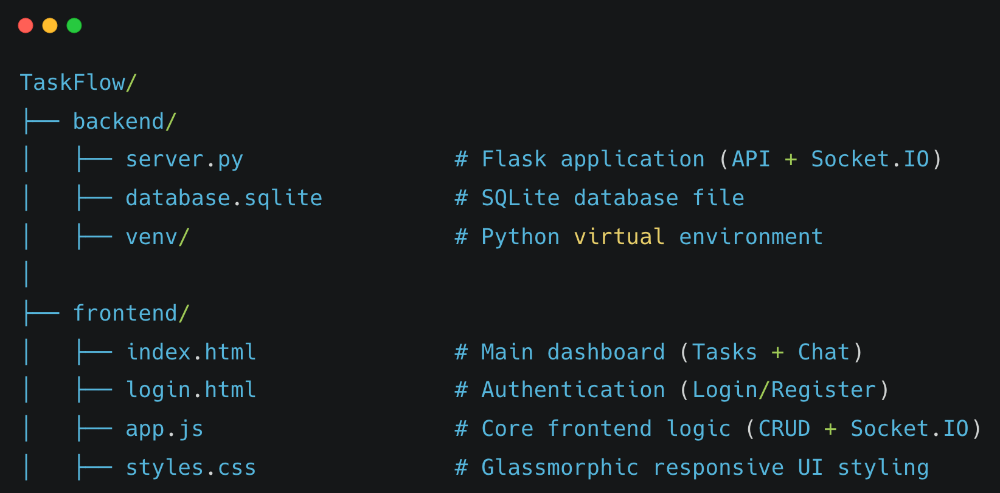 TaskFlow/
├── backend/
│   ├── server.py                # Flask application (API + Socket.IO)
│   ├── database.sqlite          # SQLite database file
│   ├── venv/                    # Python virtual environment
│
├── frontend/
│   ├── index.html               # Main dashboard (Tasks + Chat)
│   ├── login.html               # Authentication (Login/Register)
│   ├── app.js                   # Core frontend logic (CRUD + Socket.IO)
│   ├── styles.css               # Glassmorphic responsive UI styling